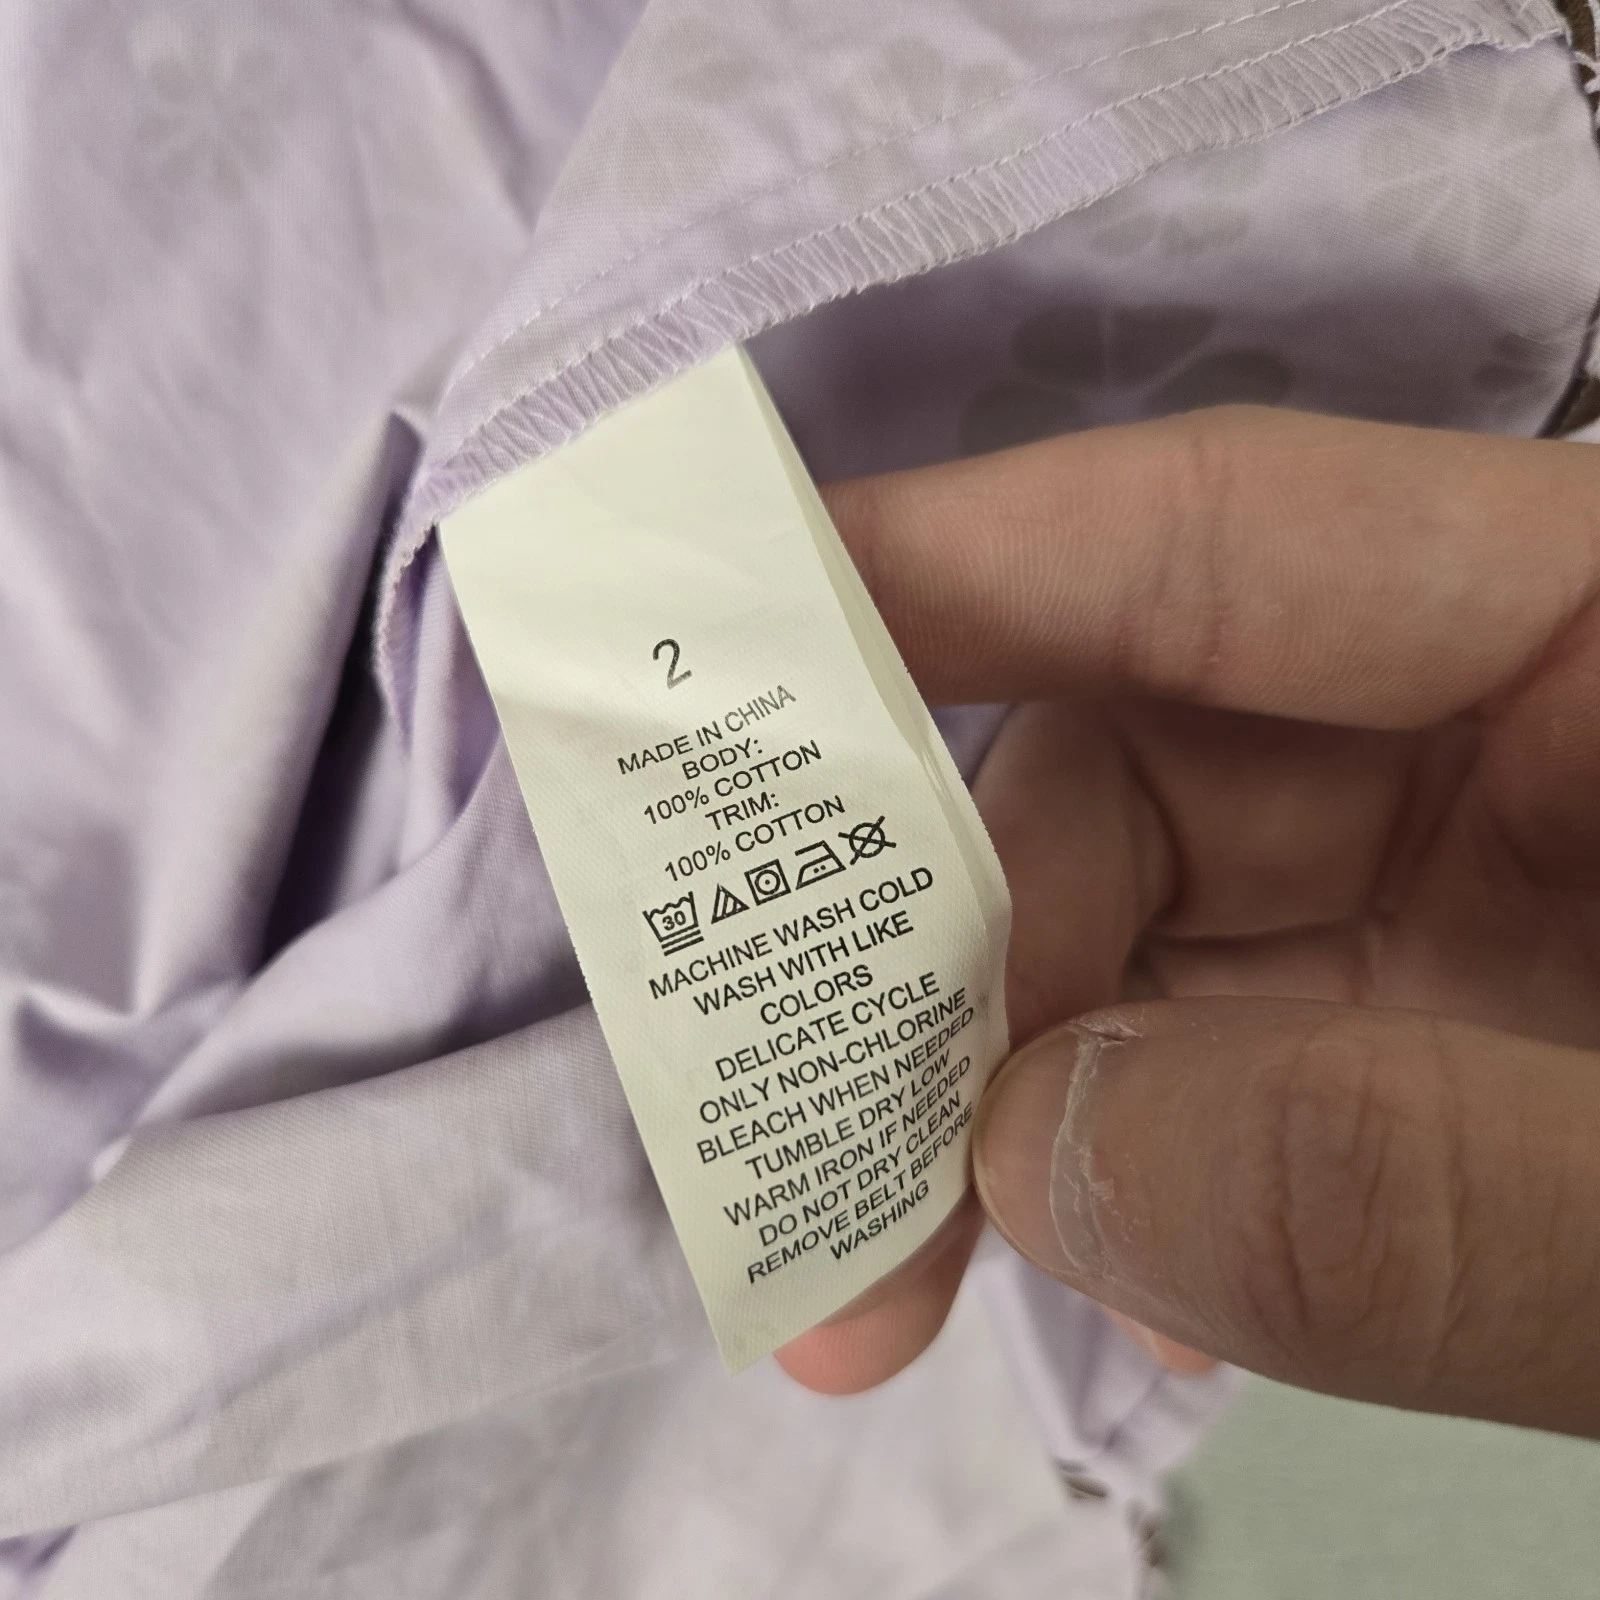 2
MADE IN CHINA
BODY:
100% COTTON
TRIM:
100% COTTON
30
MACHINE WASH COLD
WASH WITH LIKE
COLORS
DELICATE CYCLE
ONLY NON-CHLORINE
BLEACH WHEN NEEDED
TUMBLE DRY LOW
WARM IRON IF NEEDED
DO NOT DRY CLEAN
REMOVE BELT BEFORE
WASHING